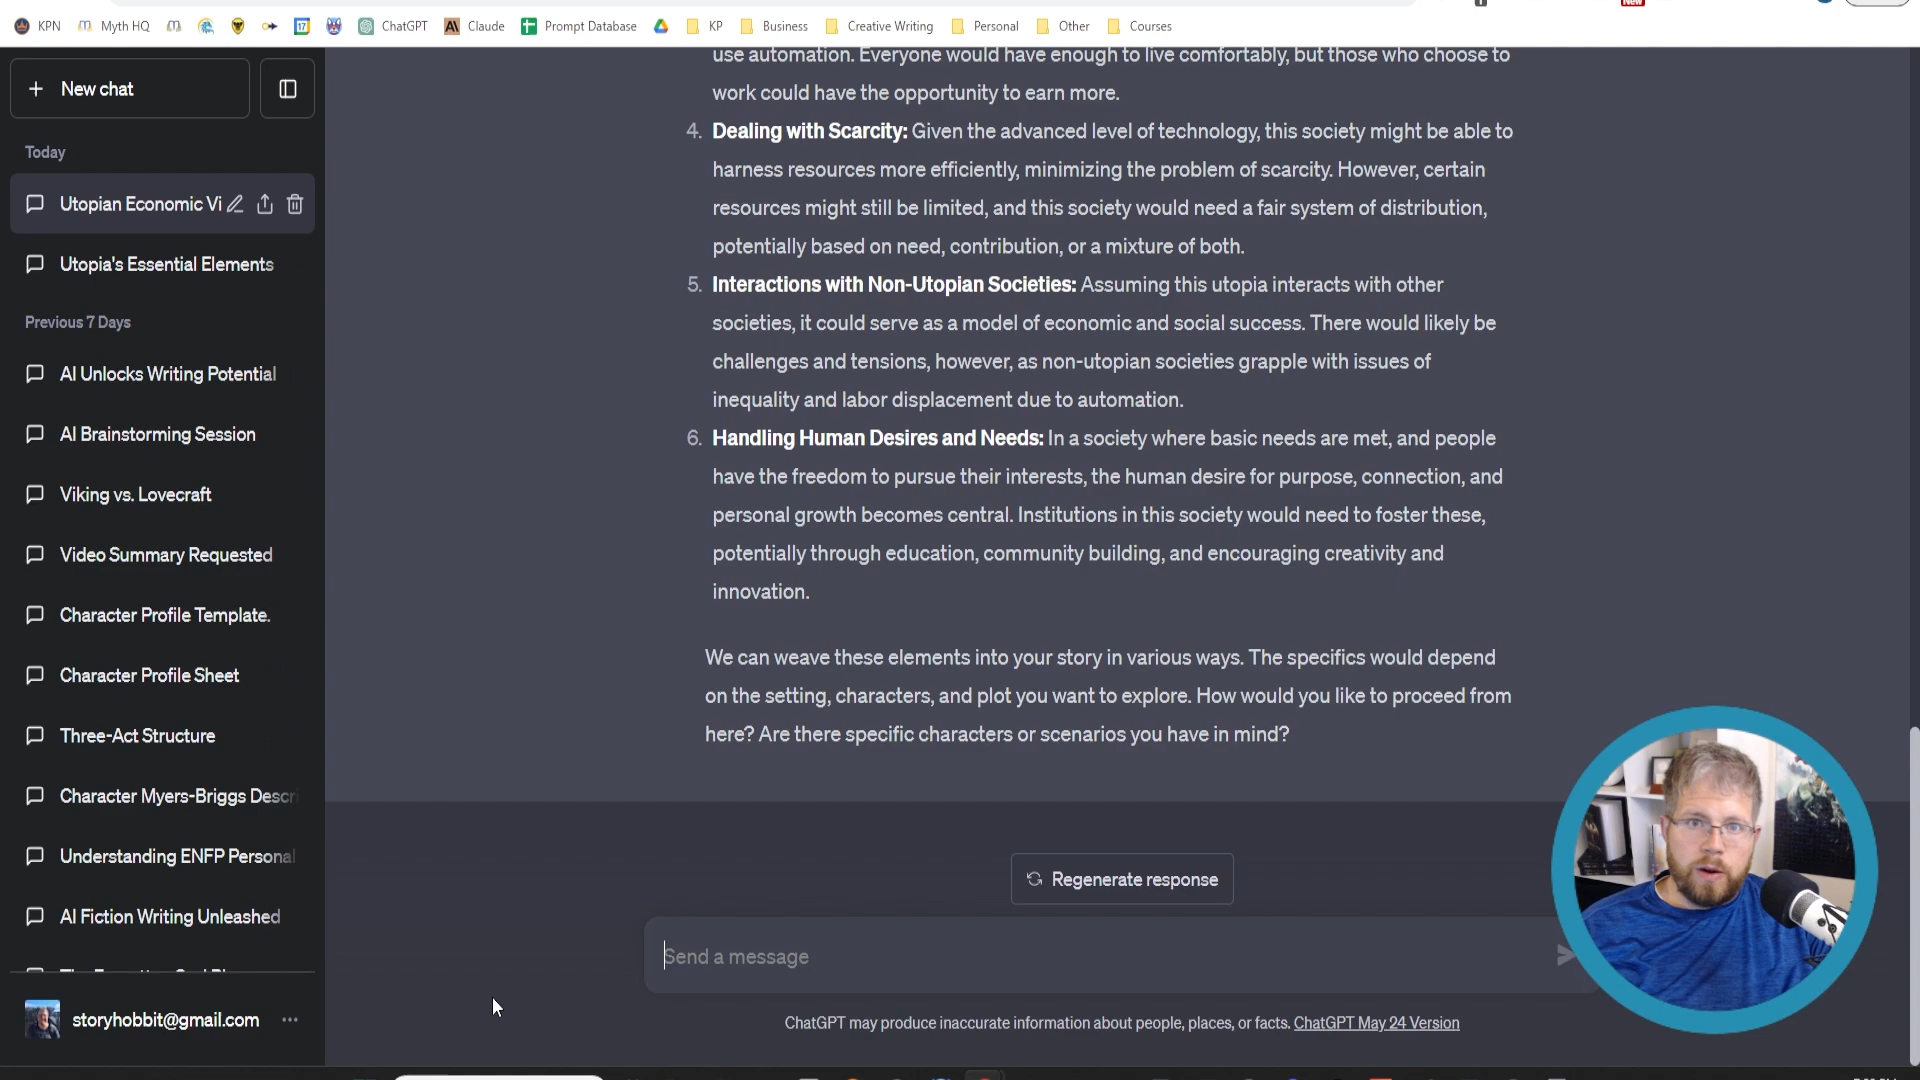 KPN Myth HQ ChatGPT Claude Prompt Database KP Business Creative Writing Personal Other Courses
New
17
New chat
Today
Utopian Economic Vi
Utopia's Essential Elements
Previous 7 Days
AI Unlocks Writing Potential
AI Brainstorming Session
Viking vs. Lovecraft
Video Summary Requested
Character Profile Template.
Character Profile Sheet
Three-Act Structure
Character Myers-Briggs Descri
Understanding ENFP Personal
AI Fiction Writing Unleashed
storyhobbit@gmail.com
use automation. Everyone would have enough to live comfortably, but those who choose to
work could have the opportunity to earn more.
4. Dealing with Scarcity: Given the advanced level of technology, this society might be able to
harness resources more efficiently, minimizing the problem of scarcity. However, certain
resources might still be limited, and this society would need a fair system of distribution,
potentially based on need, contribution, or a mixture of both.
5. Interactions with Non-Utopian Societies: Assuming this utopia interacts with other
societies, it could serve as a model of economic and social success. There would likely be
challenges and tensions, however, as non-utopian societies grapple with issues of
inequality and labor displacement due to automation.
6. Handling Human Desires and Needs: In a society where basic needs are met, and people
have the freedom to pursue their interests, the human desire for purpose, connection, and
personal growth becomes central. Institutions in this society would need to foster these,
potentially through education, community building, and encouraging creativity and
innovation.
We can weave these elements into your story in various ways. The specifics would depend
on the setting, characters, and plot you want to explore. How would you like to proceed from
here? Are there specific characters or scenarios you have in mind?
Regenerate response
Send a message
ChatGPT may produce inaccurate information about people, places, or facts. ChatGPT May 24 Version